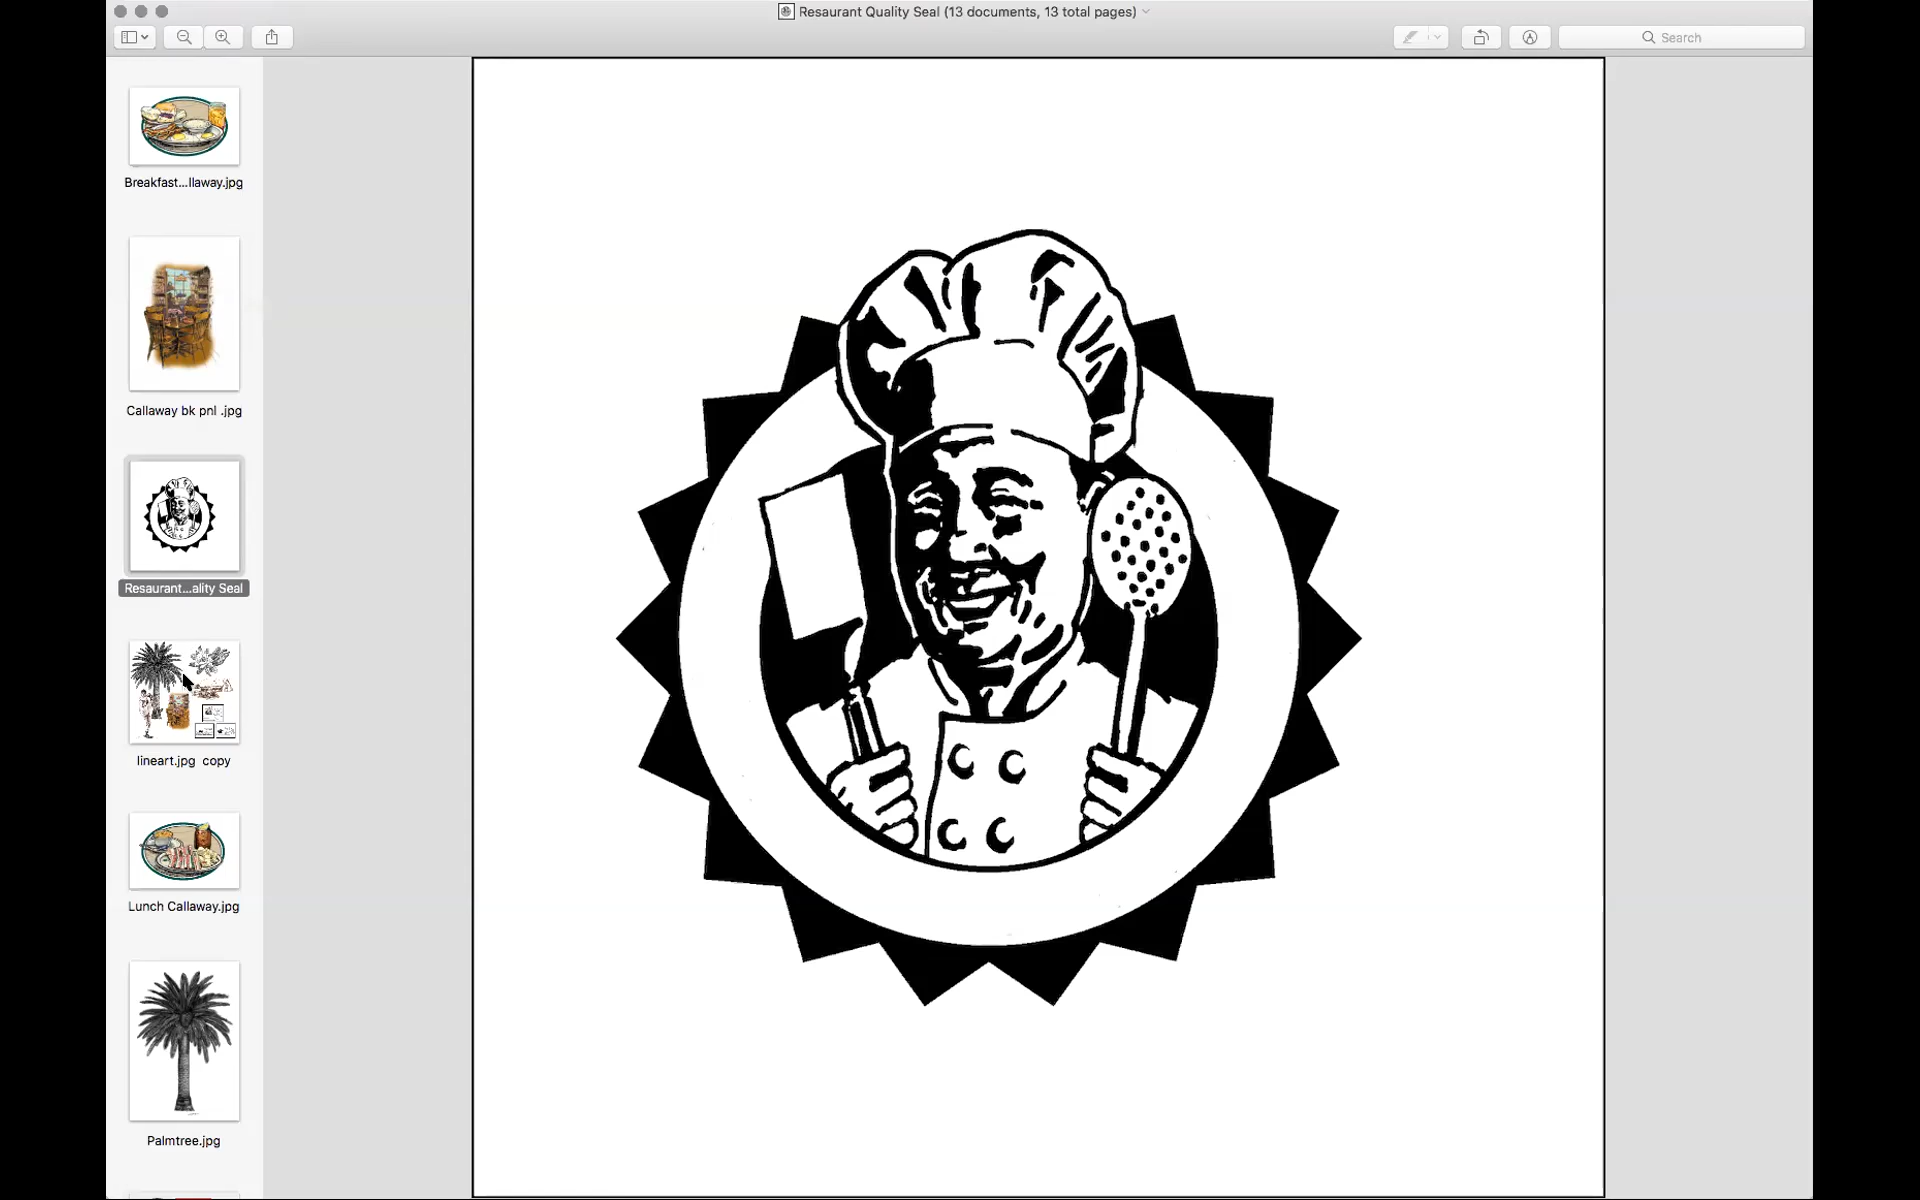 Resaurant Quality Seal (13 documents, 13 total pages)
Search
Breakfast...llaway.jpg
Callaway bk pnl .jpg
Resaurant...ality Seal
lineart.jpg copy
Lunch Callaway.jpg
Palmtree.jpg